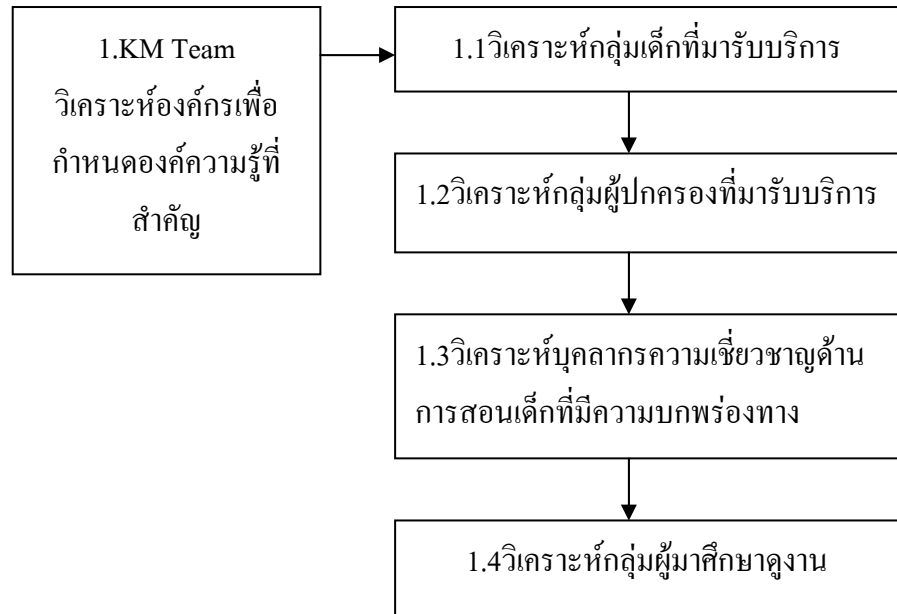 1.KM Team
วิเคราะห์องค์กรเพื่อ
กำหนดองค์ความรู้ที่
สำคัญ
1.1วิเคราะห์กลุ่มเด็กที่มารับบริการ
1.2วิเคราะห์กลุ่มผู้ปกครองที่มารับบริการ
1.3วิเคราะห์บุคลากรความเชี่ยวชาญด้าน
การสอนเด็กที่มีความบกพร่องทาง
1.4วิเคราะห์กลุ่มผู้มาศึกษาดูงาน